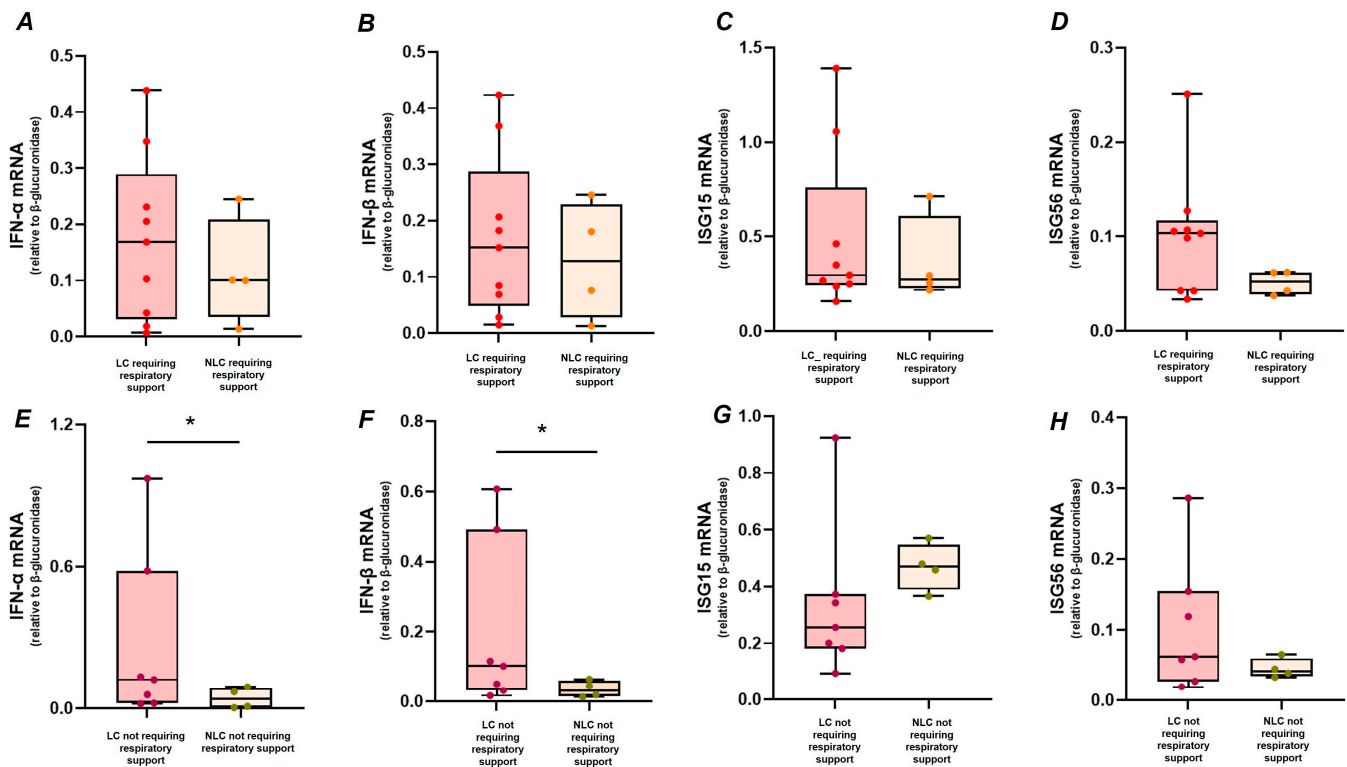 A
IFN-α mRNA
(relative to β-glucuronidase)
0.5
0.4
0.3
0.2
0.1
0.0
LC requiring
respiratory
support
NLC requiring
respiratory
support
B
IFN-β mRNA
(relative to β-glucuronidase)
0.5
0.4
0.3
0.2
0.1
0.0
LC requiring
respiratory
support
NLC requiring
respiratory
support
C
ISG15 mRNA
(relative to β-glucuronidase)
1.5
1.0
0.5
0.0
LC_ requiring
respiratory
support
NLC requiring
respiratory
support
D
ISG56 mRNA
(relative to β-glucuronidase)
0.3
0.2
0.1
0.0
LC requiring
respiratory
support
NLC requiring
respiratory
support
E
IFN-α mRNA
(relative to β-glucuronidase)
1.2
0.6
0.0
*
LC not requiring
respiratory
support
NLC not requiring
respiratory support
F
IFN-β mRNA
(relative to β-glucuronidase)
0.8
0.6
0.4
0.2
0.0
*
LC not
requiring
respiratory
support
NLC not
requiring
respiratory
support
G
ISG15 mRNA
(relative to β-glucuronidase)
1.0
0.8
0.6
0.4
0.2
0.0
LC not
requiring
respiratory
support
NLC not
requiring
respiratory
support
H
ISG56 mRNA
(relative to β-glucuronidase)
0.4
0.3
0.2
0.1
0.0
LC not
requiring
respiratory
support
NLC not
requiring
respiratory
support